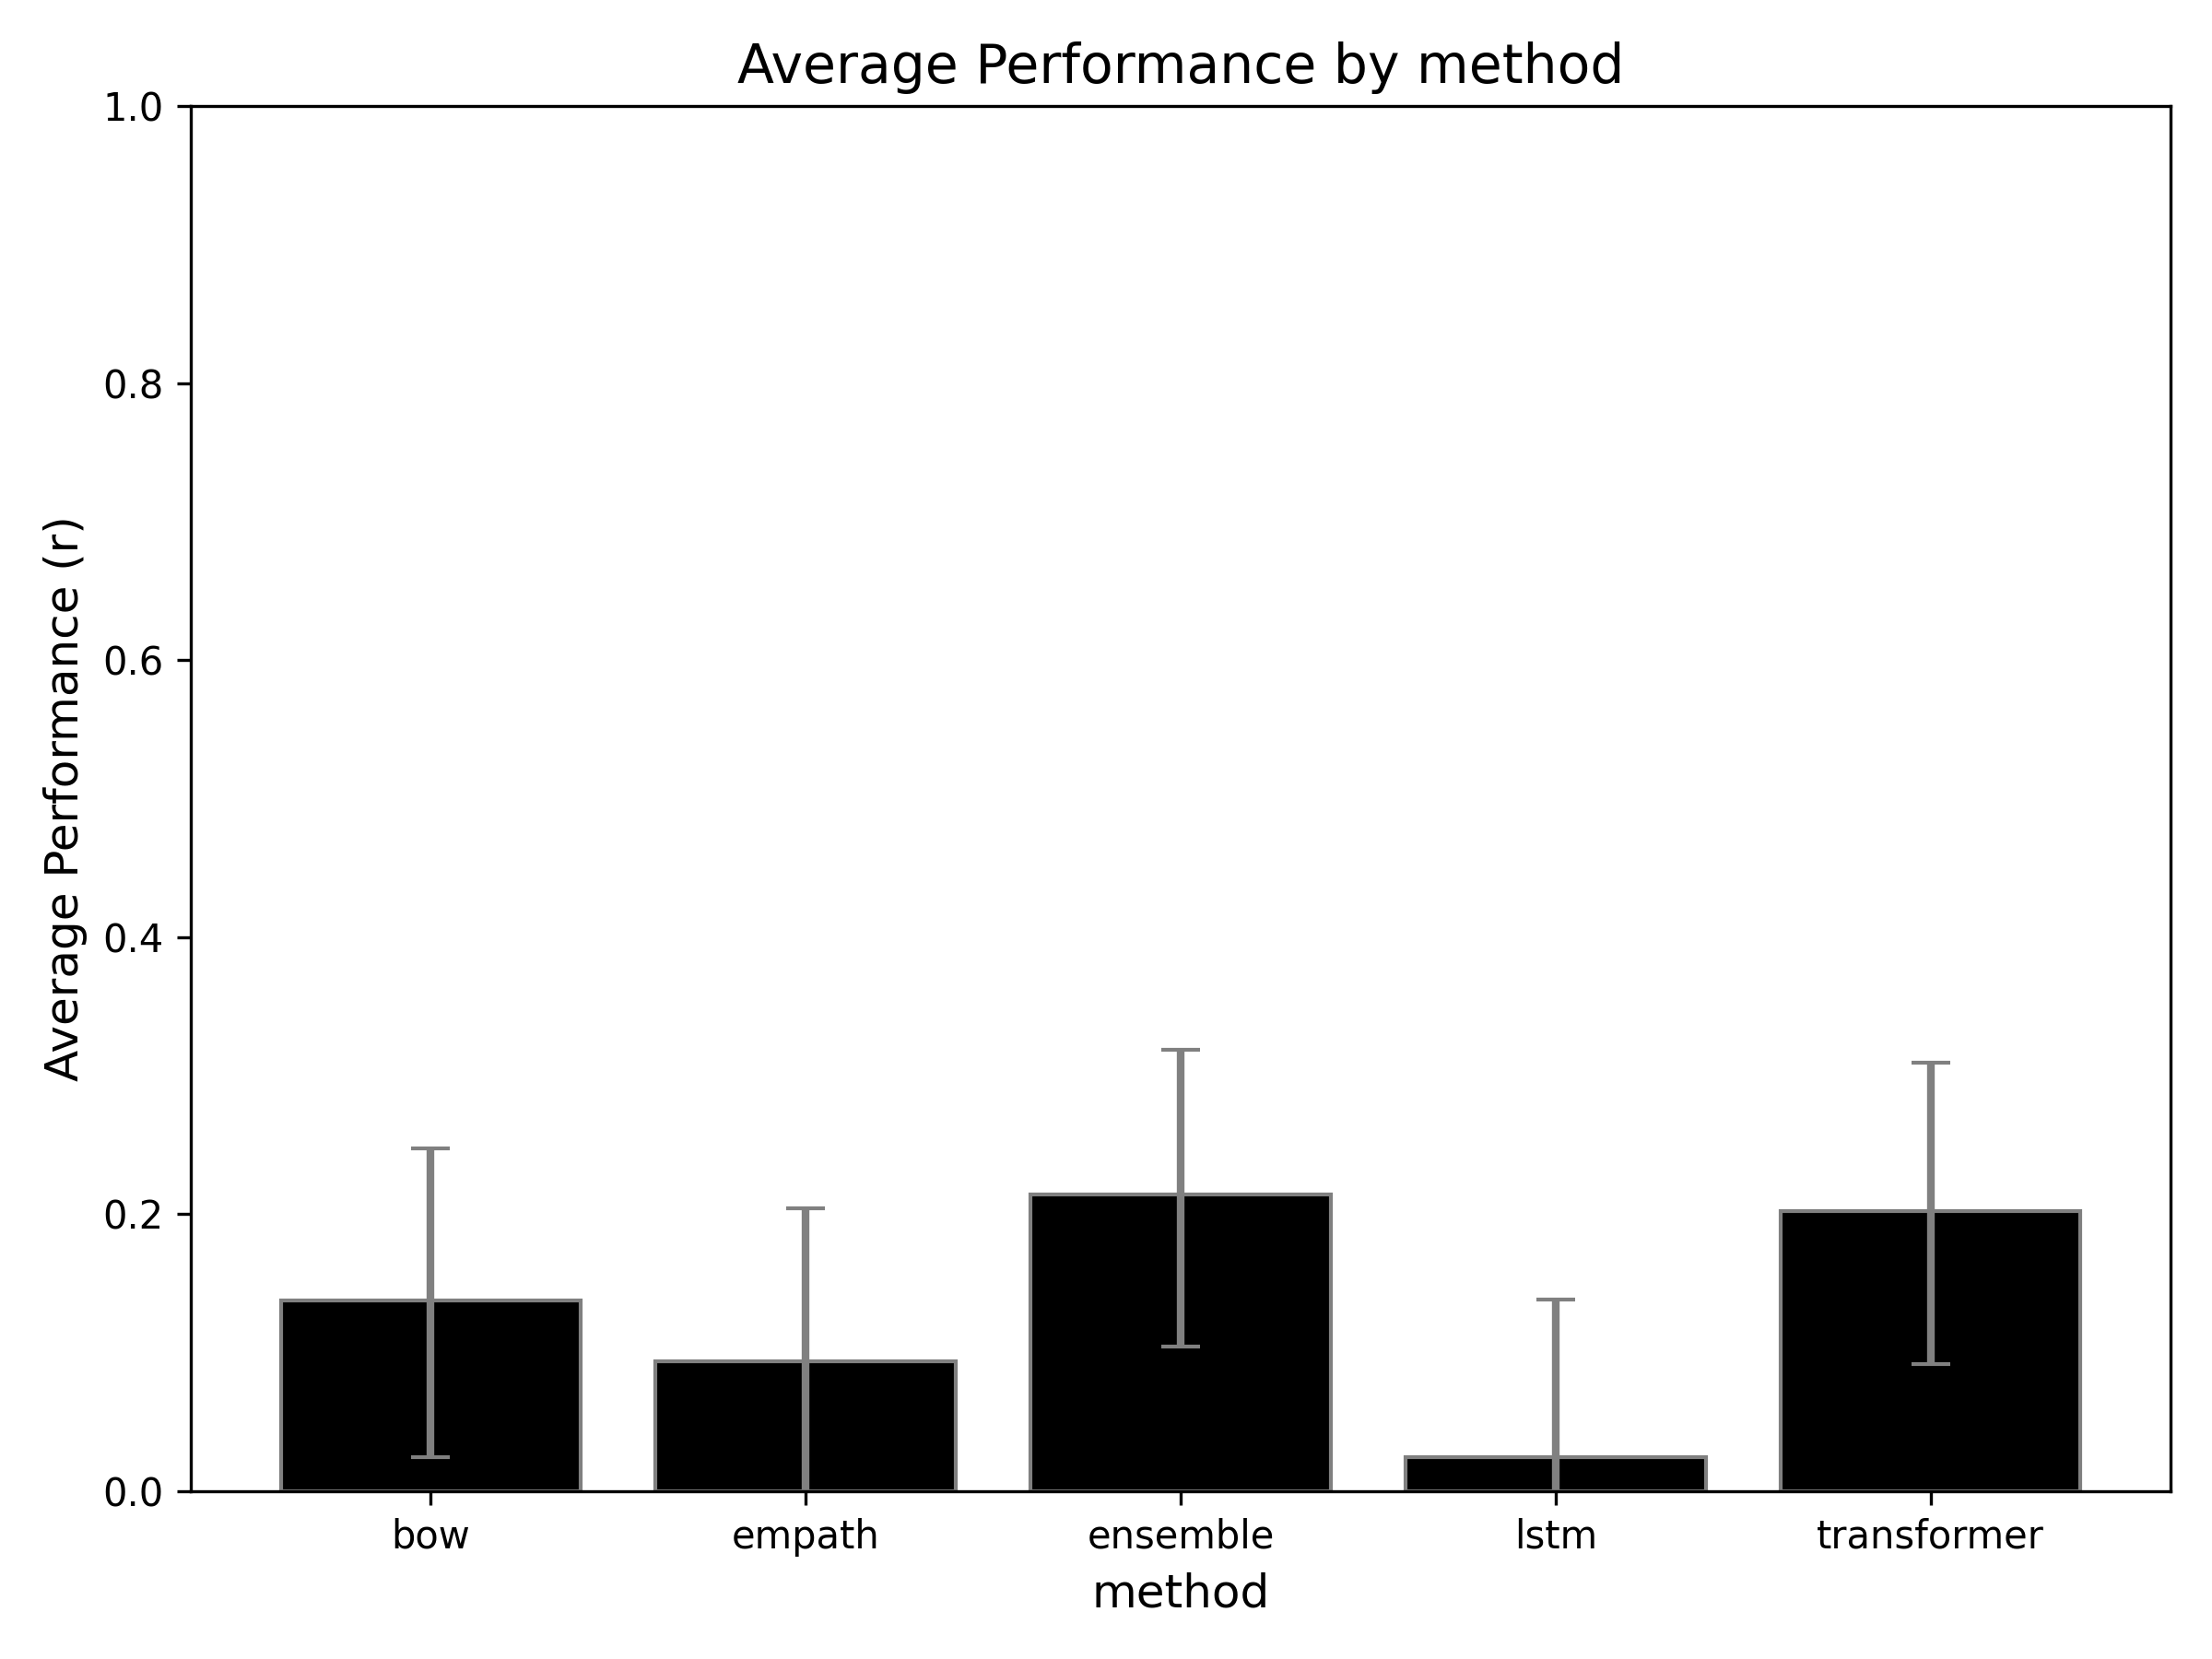 Average Performance by method
Average Performance (r)
1.0
0.8
0.6
0.4
0.2
0.0
bow empath ensemble lstm transformer
method